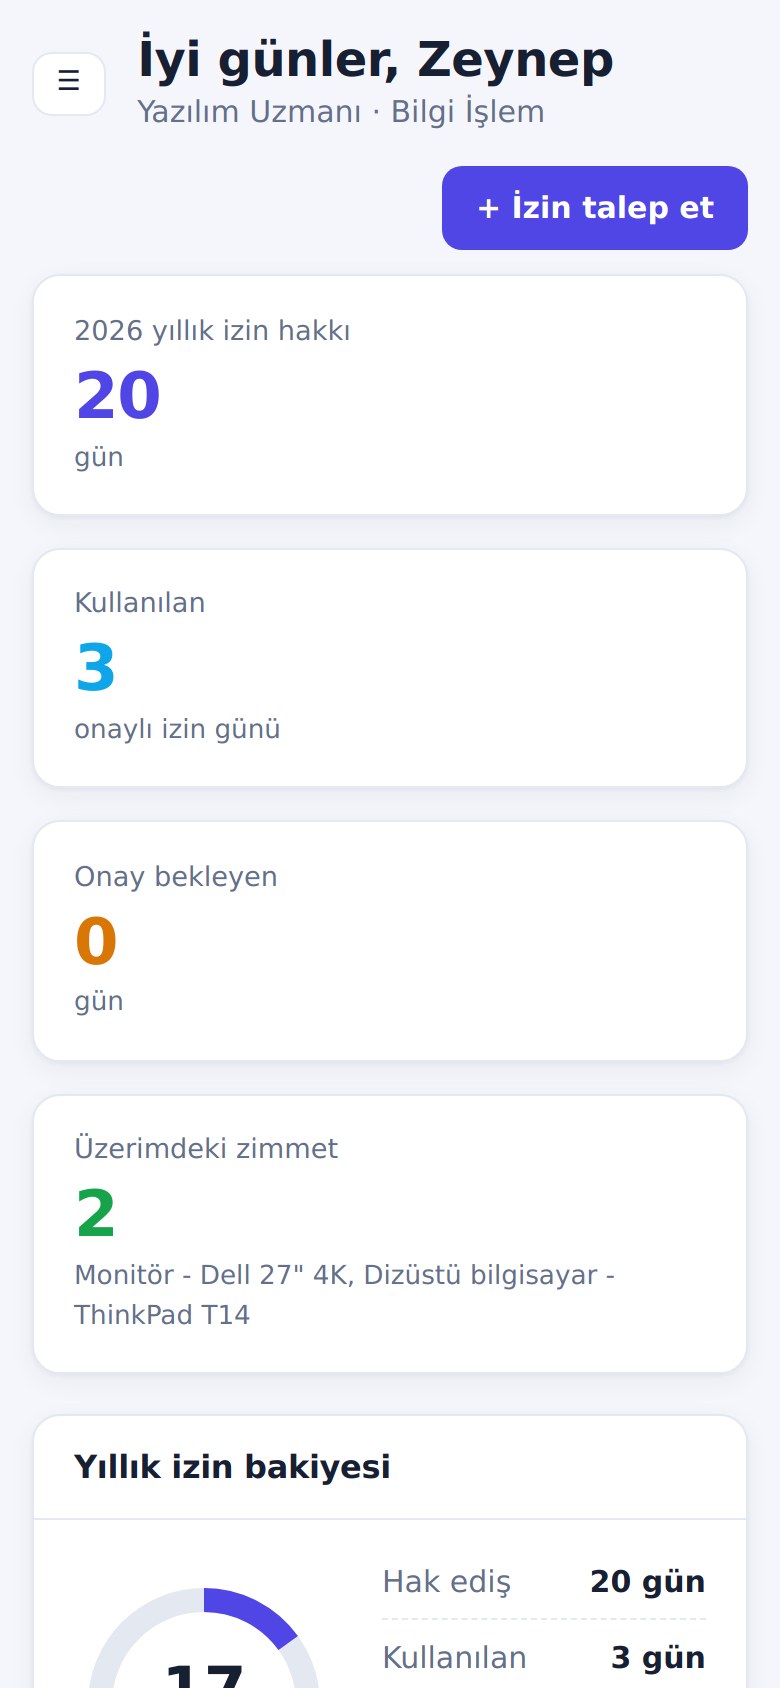 ☰
İyi günler, Zeynep
Yazılım Uzmanı · Bilgi İşlem
+ İzin talep et
2026 yıllık izin hakkı
20
gün
Kullanılan
3
onaylı izin günü
Onay bekleyen
0
gün
Üzerimdeki zimmet
2
Monitör - Dell 27" 4K, Dizüstü bilgisayar -
ThinkPad T14
Yıllık izin bakiyesi
Hak ediş 20 gün
Kullanılan 3 gün
17